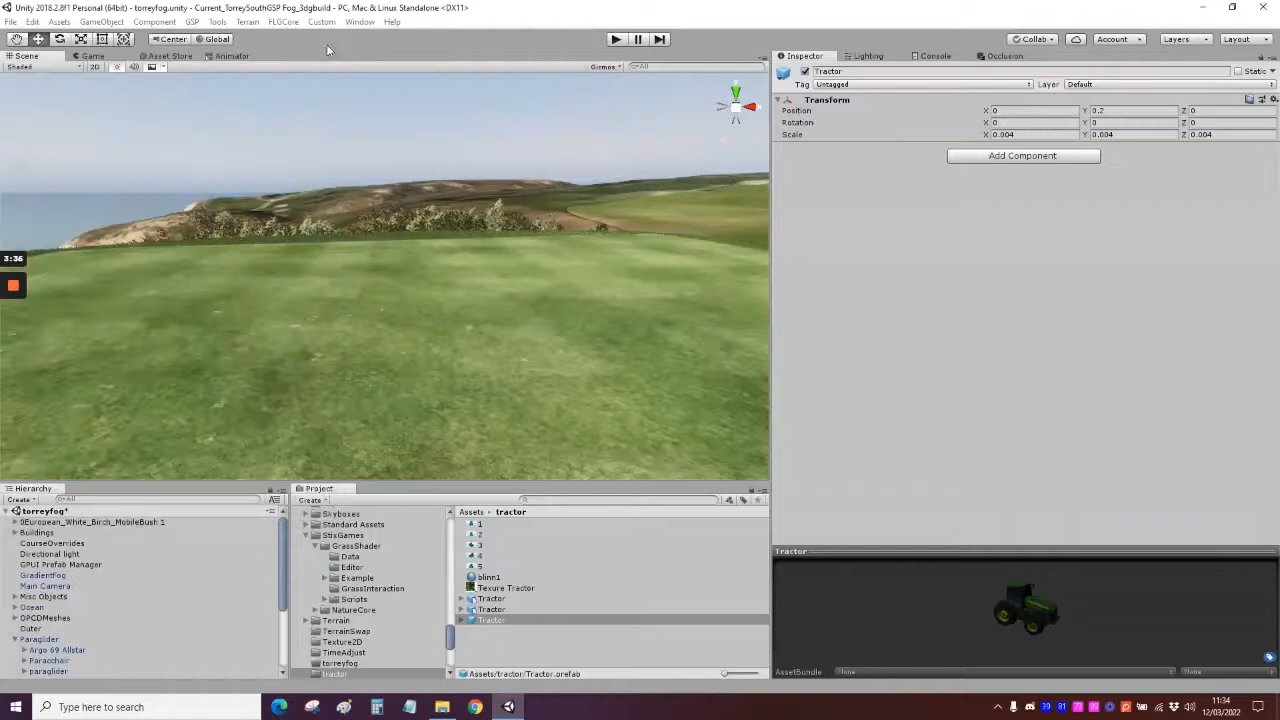 Unity 2018.2.8f1 Personal (64bit) - torreyfog.unity - Current_TorreySouthGSP Fog_3dgbuild - PC, Mac & Linux Standalone <DX11>
File Edit Assets GameObject Component GSP Tools Terrain FLGCore Custom Window Help
Center Global Collab Account Layers Layout
Scene Game Asset Store Animator
Shaded 2D Gizmos All
Inspector Lighting Console Occlusion
Tractor Static
Tag Untagged Layer Default
Transform
Position X 0 Y 0.2 Z 0
Rotation X 0 Y 0 Z 0
Scale X 0.004 Y 0.004 Z 0.004
Add Component
3:36
Hierarchy
Create All
torreyfog*
0European_White_Birch_MobileBush 1
Buildings
CourseOverrides
Directional light
GPUI Prefab Manager
GradientFog
Main Camera
Misc Objects
Ocean
OPCDMeshes
Outer
Paraglider
Argo 69 Allstar
Paracchair
paraglider
Project
Create
Skyboxes
Standard Assets
StixGames
GrassShader
Data
Editor
Example
GrassInteraction
Scripts
NatureCore
Terrain
TerrainSwap
Texture2D
TimeAdjust
torreyfog
tractor
Assets tractor
1
2
3
4
5
blinn1
Texure Tractor
Tractor
Tractor
Tractor
Assets/tractor/Tractor.prefab
Tractor
AssetBundle None None
Type here to search
39 81 73 99
11:34
12/03/2022